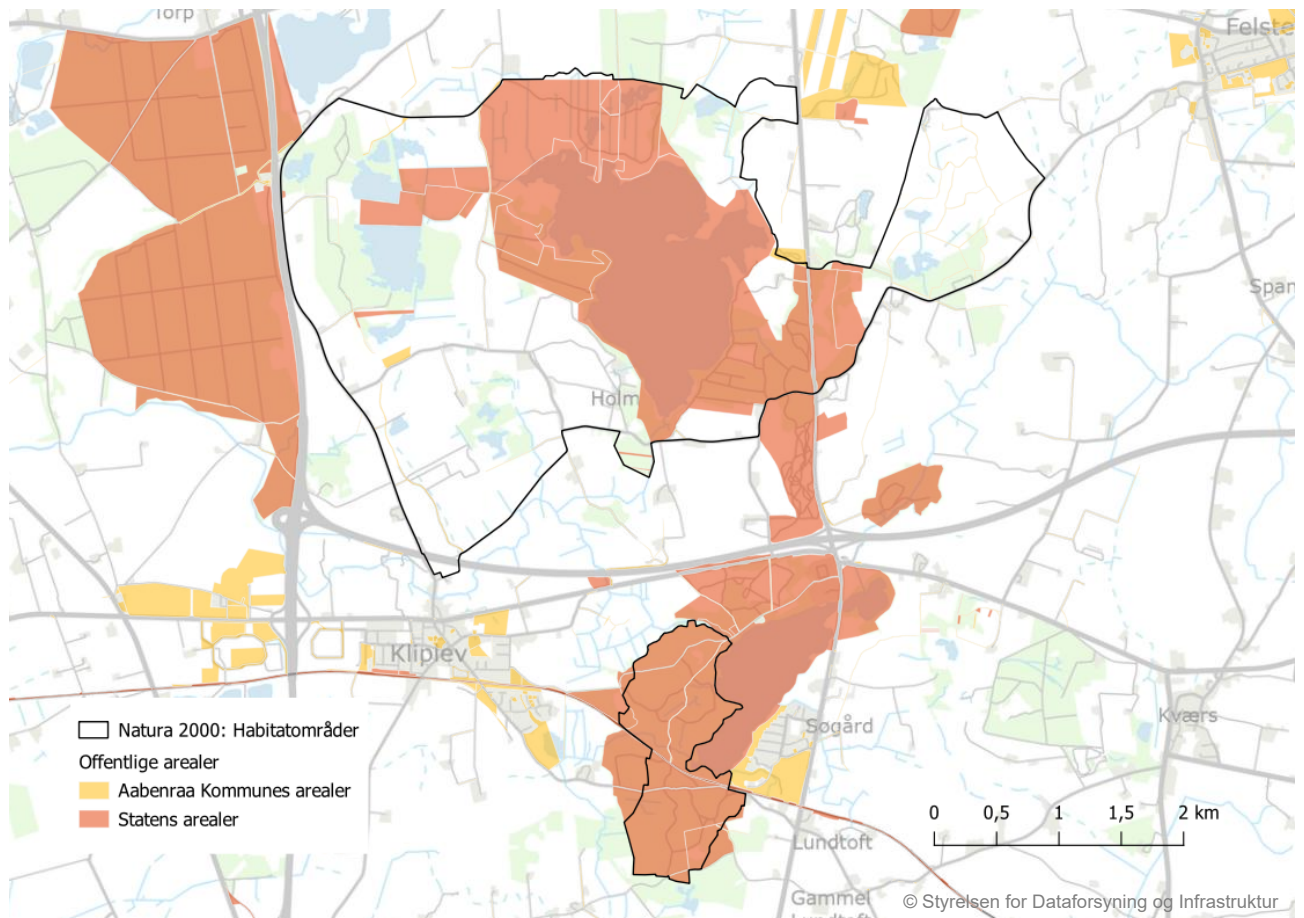 Torp
Felste
Span
Holm
Kliplev
Søgård
Kværs
Lundtoft
Gammel
Lundtoft
Natura 2000: Habitatområder
Offentlige arealer
Aabenraa Kommunes arealer
Statens arealer
0 0,5 1 1,5 2 km
© Styrelsen for Dataforsyning og Infrastruktur